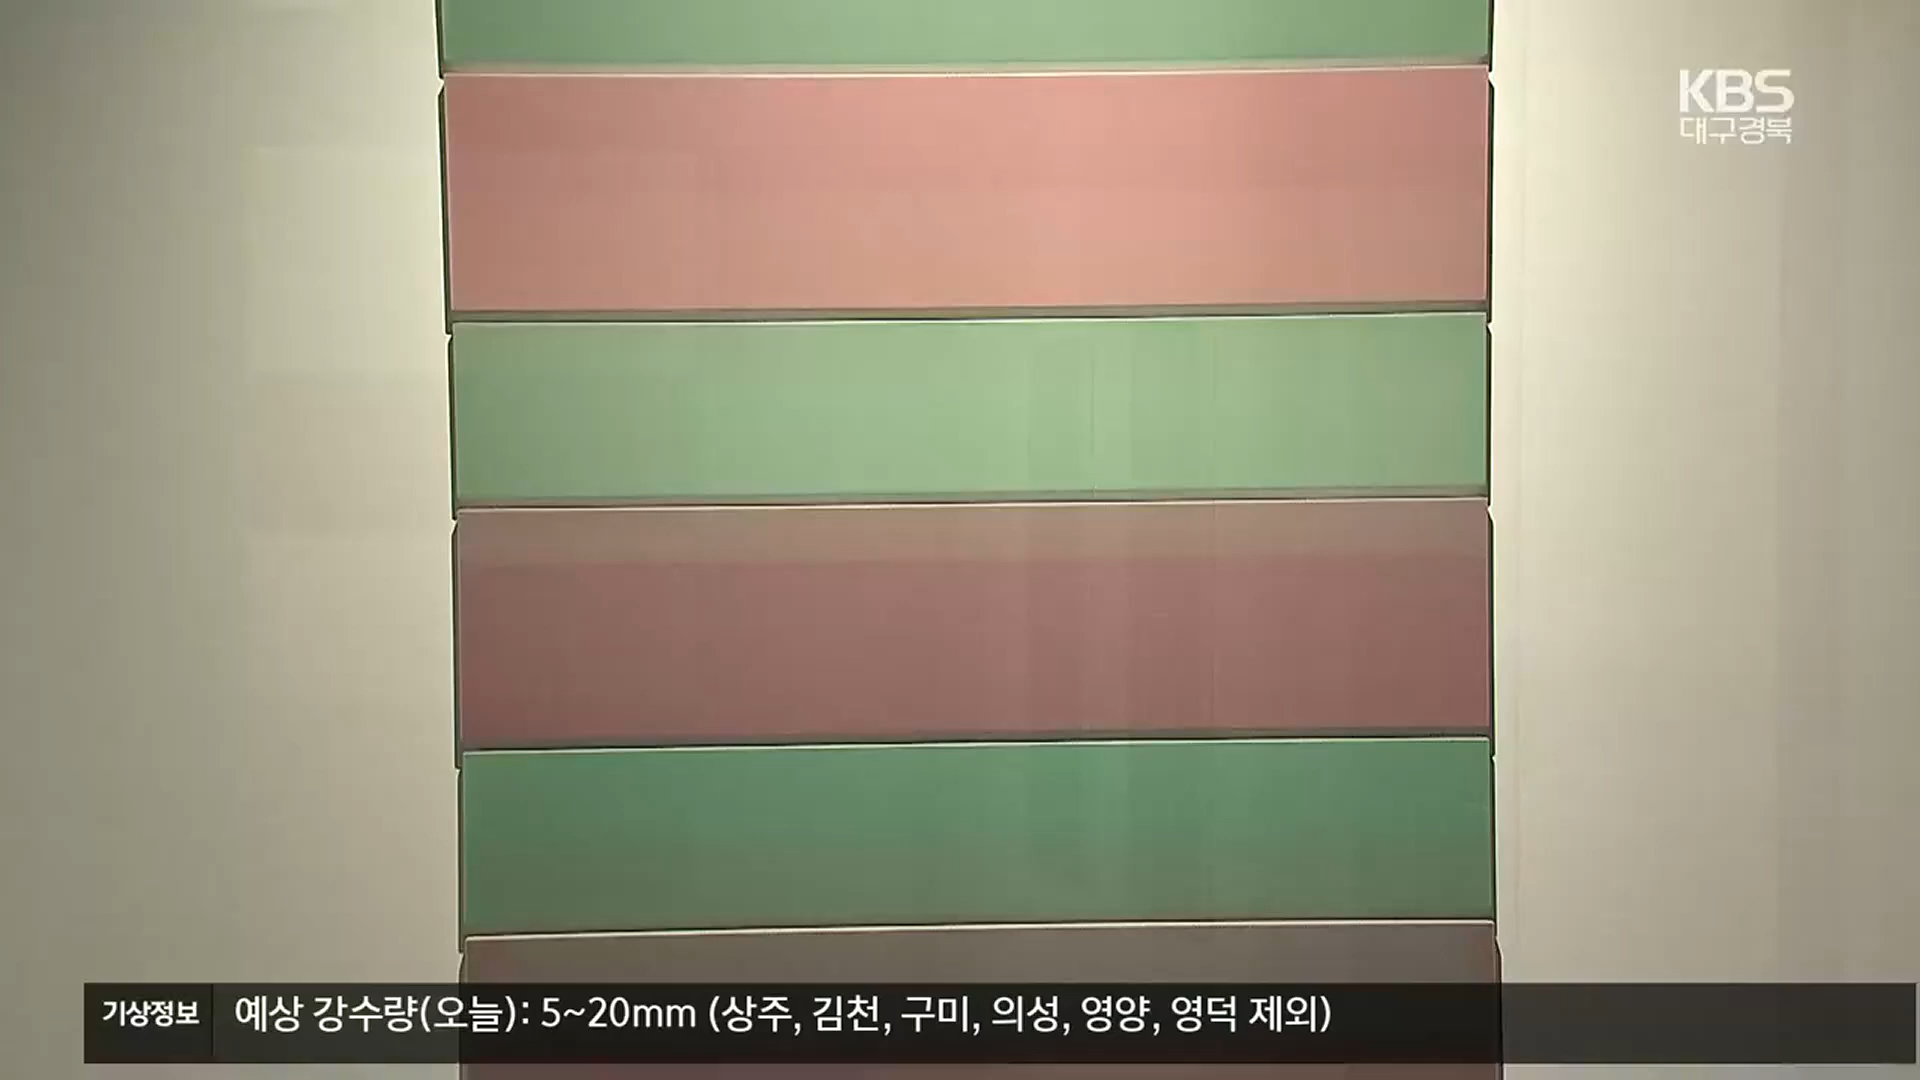 KBS
대구경북
기상정보 예상 강수량(오늘): 5~20mm (상주, 김천, 구미, 의성, 영양, 영덕 제외)